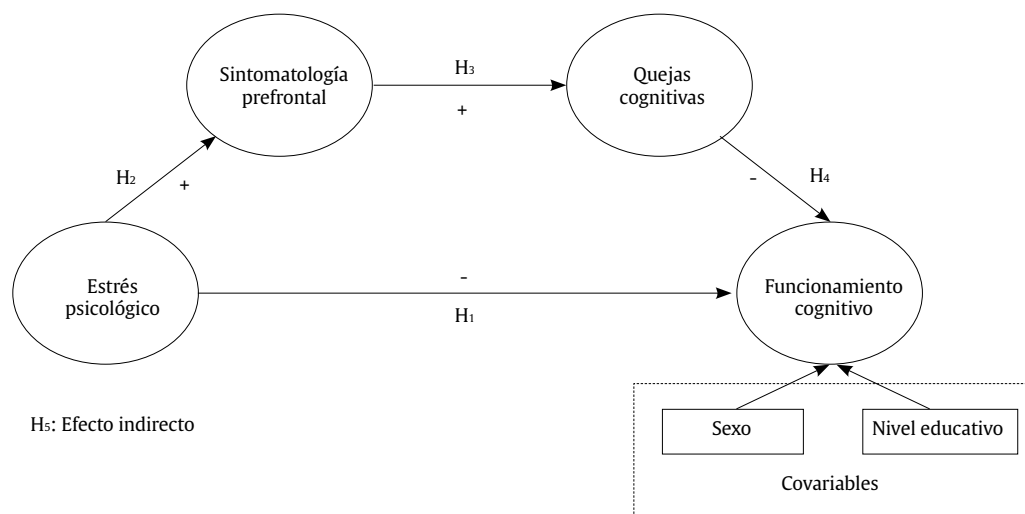 Sintomatología
prefrontal
H₃
+
Quejas
cognitivas
H₂
+
-
H₄
Estrés
psicológico
-
H₁
Funcionamiento
cognitivo
H₅: Efecto indirecto
Sexo
Nivel educativo
Covariables